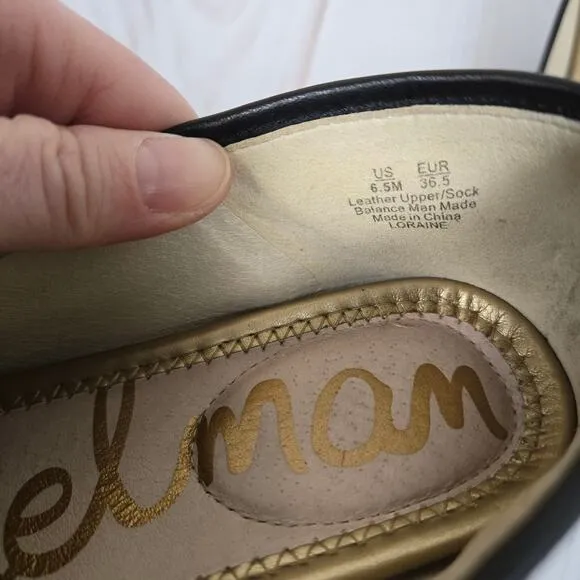 US EUR
6.5M 36.5
Leather Upper/Sock
Balance Man Made
Made in China
LORAINE
elman